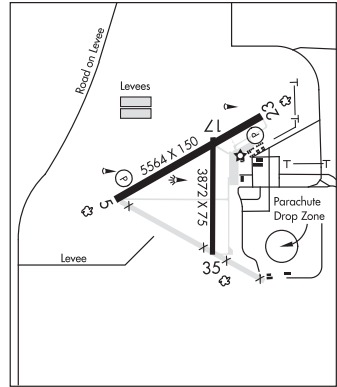 Road on Levee
Levees
23
P
17
5564 X 150
P
3872 X 75
5
Parachute
Drop Zone
Levee
35